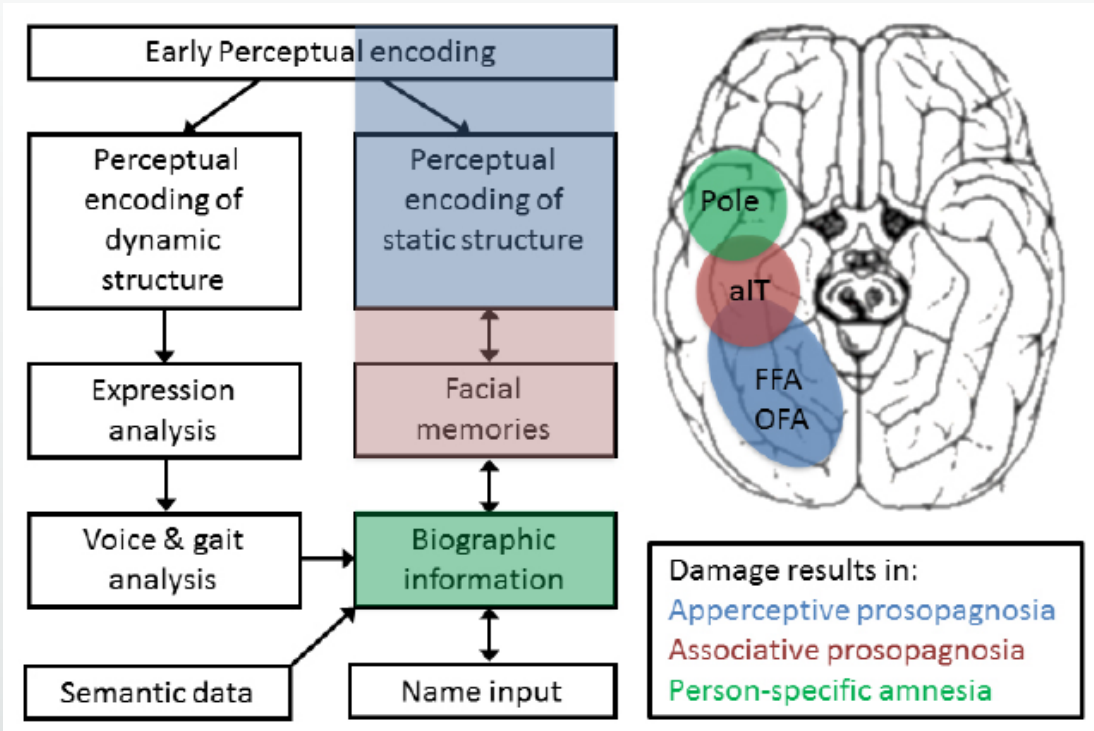 Early Perceptual encoding
Perceptual
encoding of
dynamic
structure
Perceptual
encoding of
static structure
Expression
analysis
Facial
memories
Voice & gait
analysis
Biographic
information
Semantic data
Name input
Pole
aIT
FFA
OFA
Damage results in:
Apperceptive prosopagnosia
Associative prosopagnosia
Person-specific amnesia